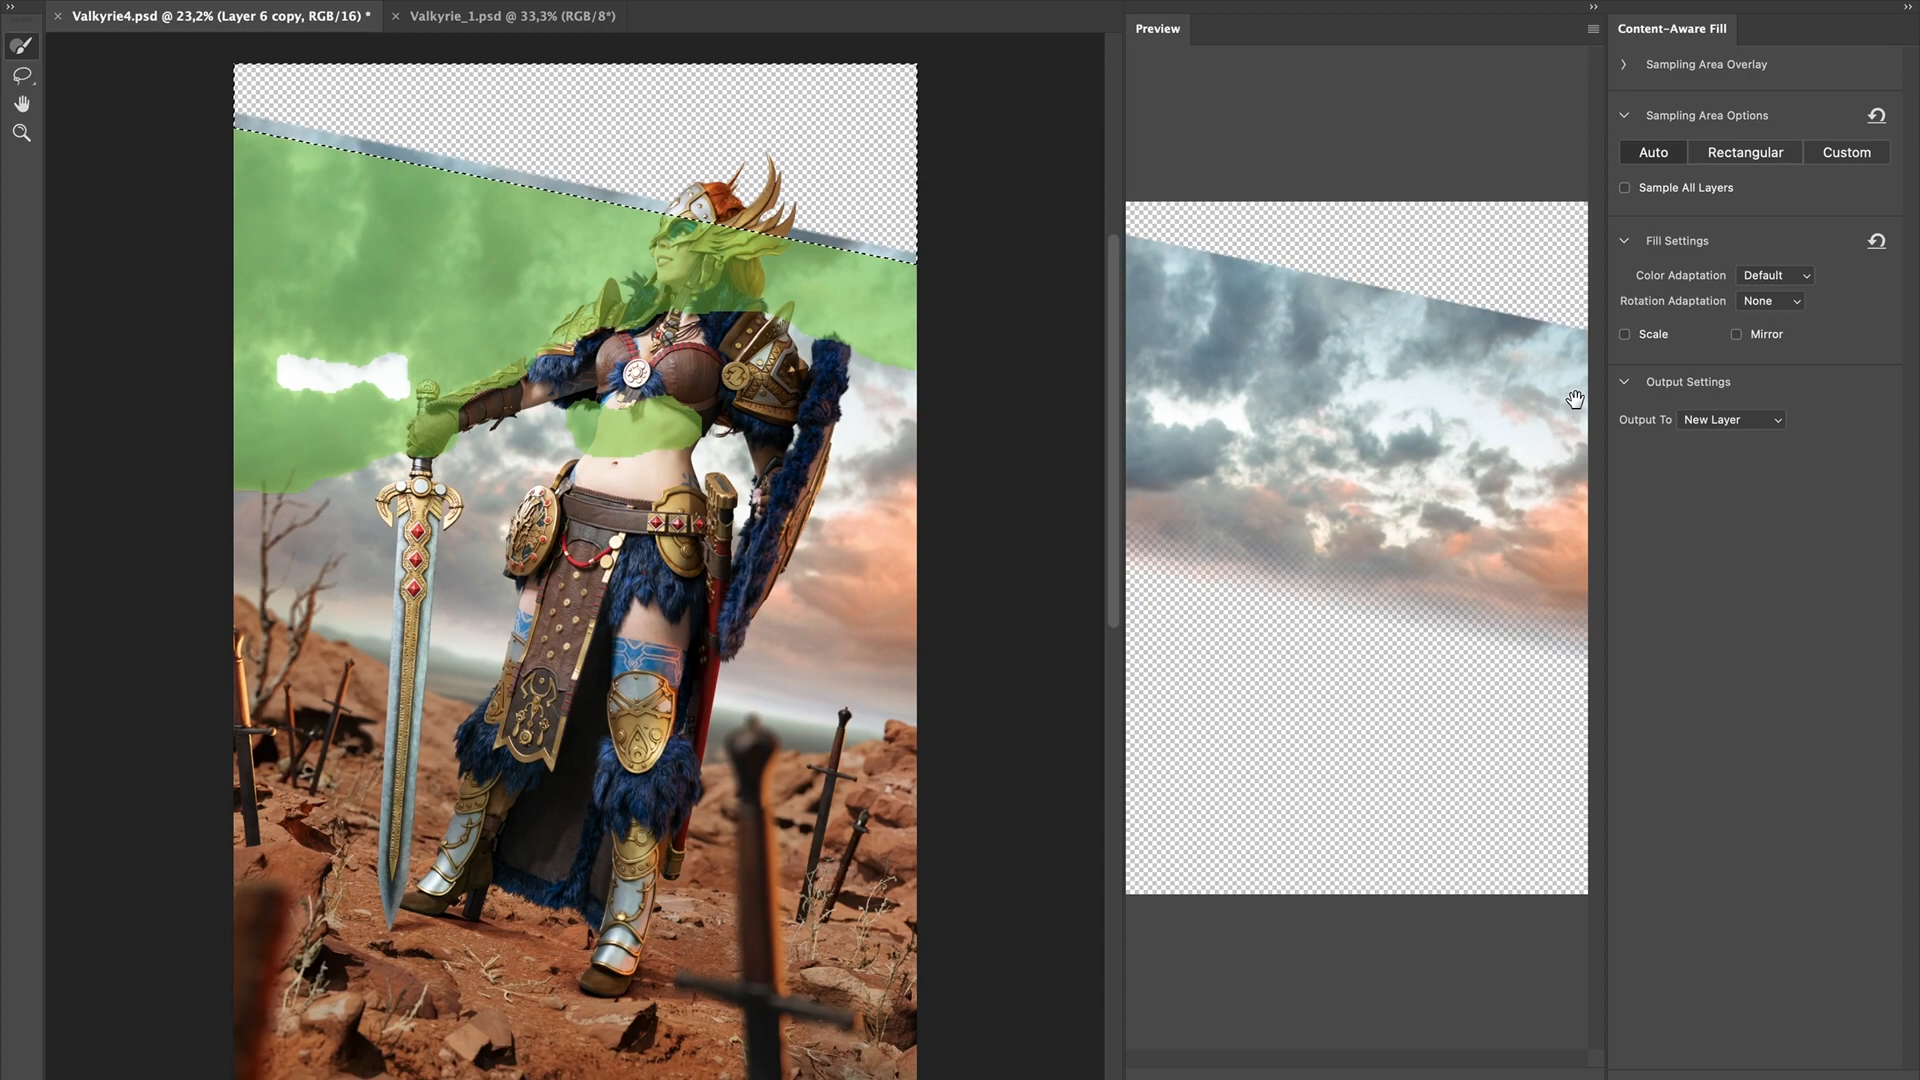 Valkyrie4.psd @ 23,2% (Layer 6 copy, RGB/16) *
Valkyrie_1.psd @ 33,3% (RGB/8*)
Preview
Content-Aware Fill
Sampling Area Overlay
Sampling Area Options
Auto
Rectangular
Custom
Sample All Layers
Fill Settings
Color Adaptation
Default
Rotation Adaptation
None
Scale
Mirror
Output Settings
Output To
New Layer